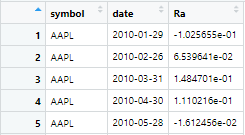 symbol date Ra
1 AAPL 2010-01-29 -1.025655e-01
2 AAPL 2010-02-26 6.539641e-02
3 AAPL 2010-03-31 1.484701e-01
4 AAPL 2010-04-30 1.110216e-01
5 AAPL 2010-05-28 -1.612456e-02